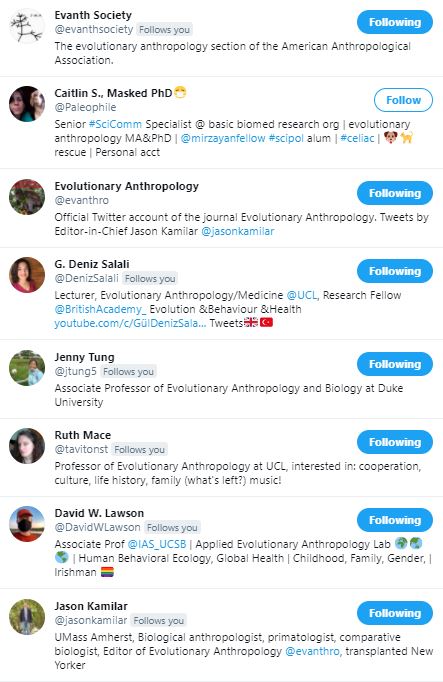 Evanth Society
@evanthsociety Follows you
Following
The evolutionary anthropology section of the American Anthropological
Association.
Caitlin S., Masked PhD😷
@Paleophile
Follow
Senior #SciComm Specialist @ basic biomed research org | evolutionary
anthropology MA&PhD | @mirzayanfellow #scipol alum | #celiac | 🐶🐈
rescue | Personal acct
Evolutionary Anthropology
@evanthro
Following
Official Twitter account of the journal Evolutionary Anthropology. Tweets by
Editor-in-Chief Jason Kamilar @jasonkamilar
G. Deniz Salali
@DenizSalali Follows you
Following
Lecturer, Evolutionary Anthropology/Medicine @UCL, Research Fellow
@BritishAcademy_ Evolution &Behaviour &Health
youtube.com/c/GülDenizSala... Tweets🇬🇧🇹🇷
Jenny Tung
@jtung5 Follows you
Following
Associate Professor of Evolutionary Anthropology and Biology at Duke
University
Ruth Mace
@tavitonst Follows you
Following
Professor of Evolutionary Anthropology at UCL, interested in: cooperation,
culture, life history, family (what's left?) music!
David W. Lawson
@DavidWLawson Follows you
Following
Associate Prof @IAS_UCSB | Applied Evolutionary Anthropology Lab 🌍🌏
🌎 | Human Behavioral Ecology, Global Health | Childhood, Family, Gender, |
Irishman 🏳️‍🌈
Jason Kamilar
@jasonkamilar Follows you
Following
UMass Amherst, Biological anthropologist, primatologist, comparative
biologist, Editor of Evolutionary Anthropology @evanthro, transplanted New
Yorker